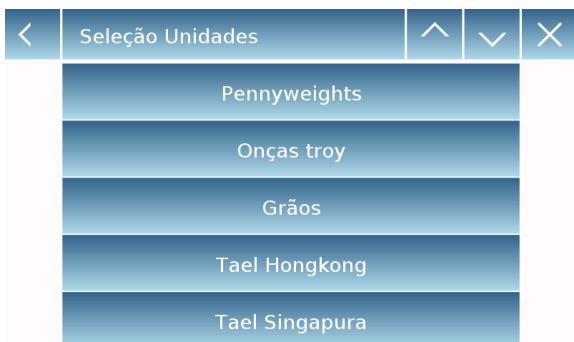 Seleção Unidades
Pennyweights
Onças troy
Grãos
Tael Hongkong
Tael Singapura